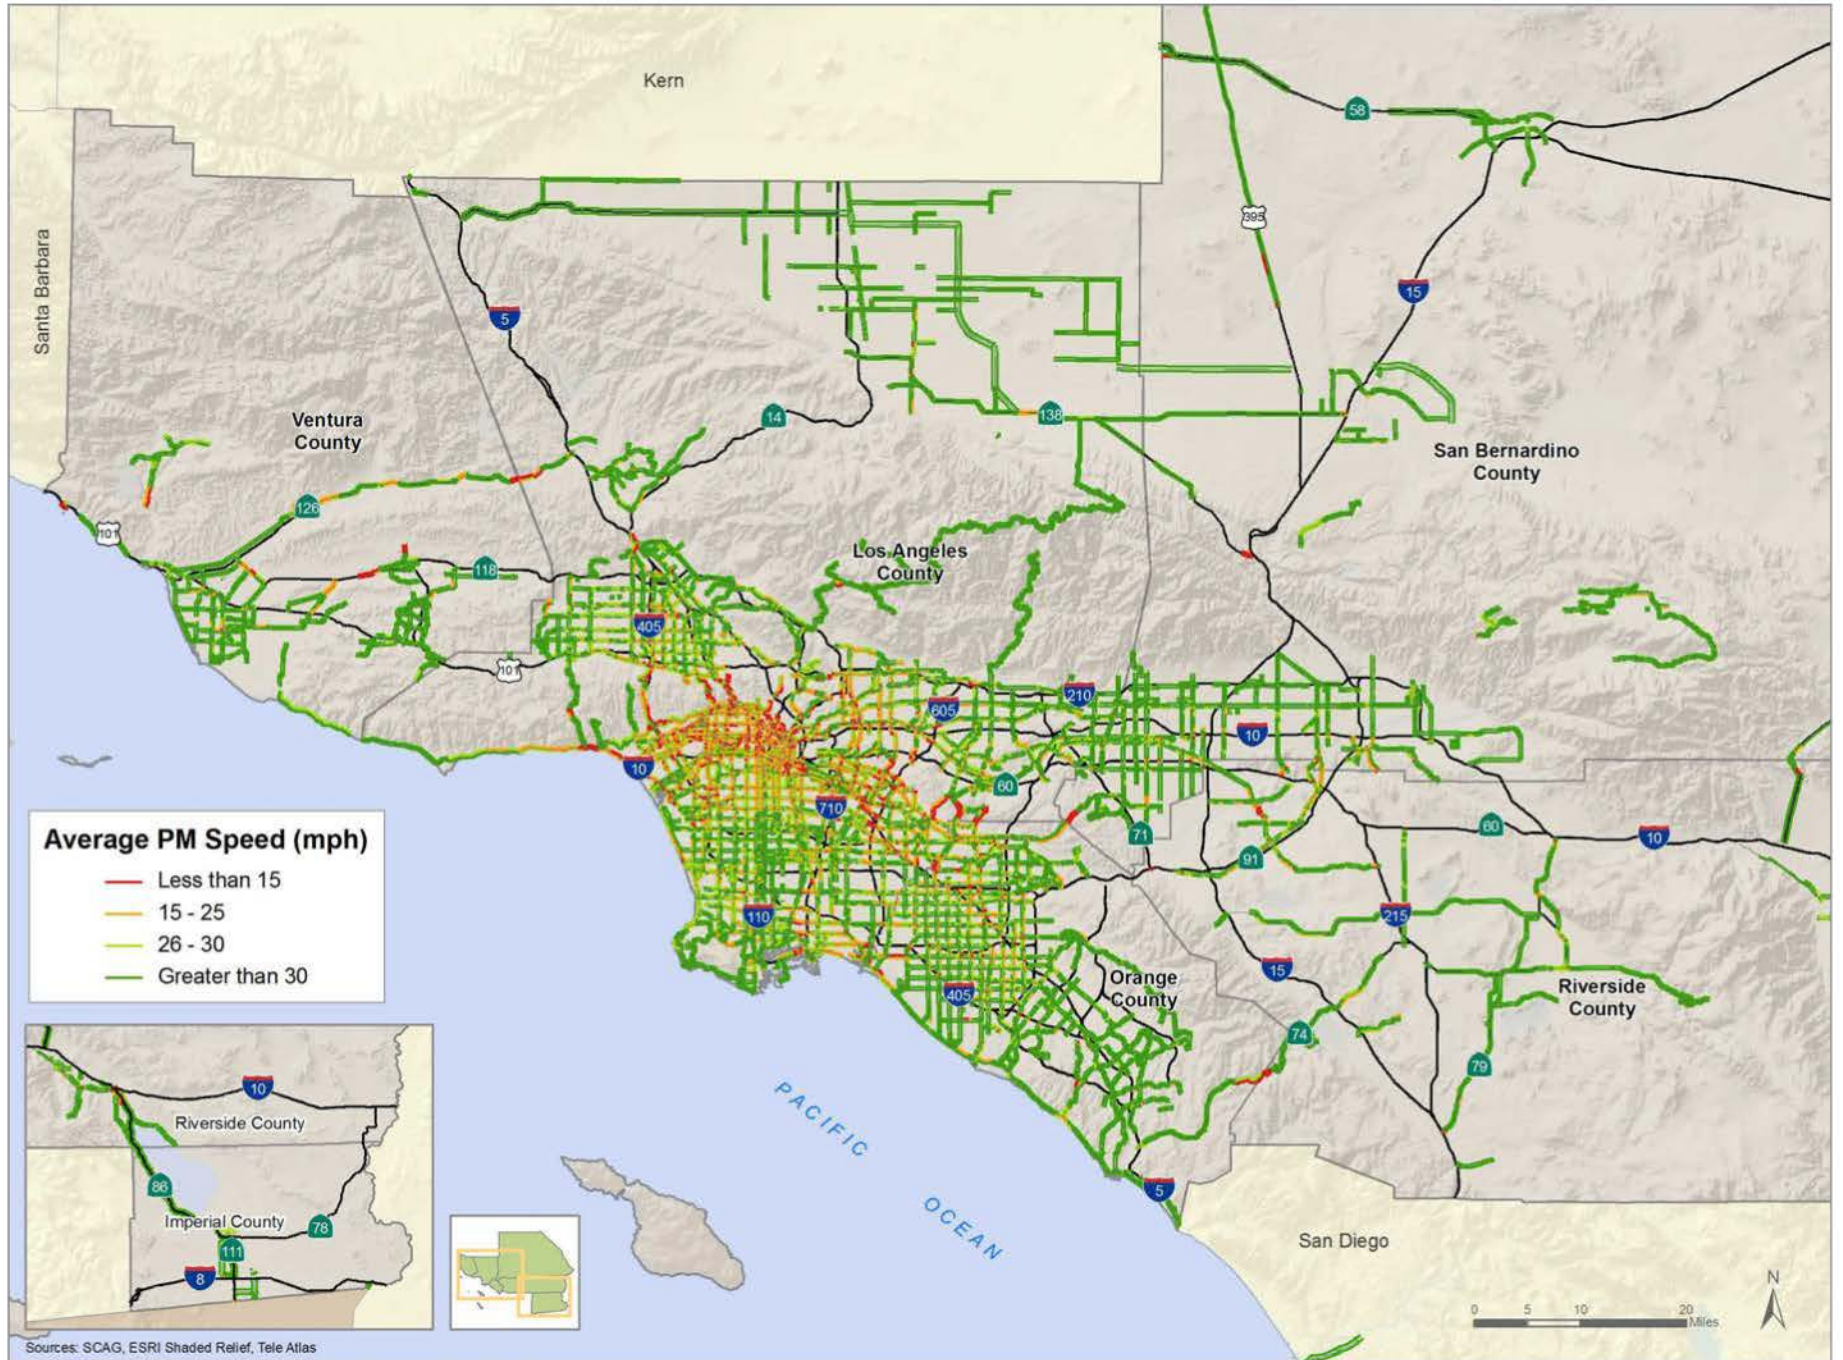 Kern
58
Santa Barbara
395
15
5
14
138
Ventura
County
San Bernardino
County
126
101
Los Angeles
County
118
405
101
210
605
10
10
60
710
71
60
10
91
110
215
15
Orange
County
405
Riverside
County
74
79
5
San Diego
PACIFIC
OCEAN
Average PM Speed (mph)
Less than 15
15 - 25
26 - 30
Greater than 30
10
Riverside County
86
Imperial County
78
111
8
N
0 5 10 20
Miles
Sources: SCAG, ESRI Shaded Relief, Tele Atlas